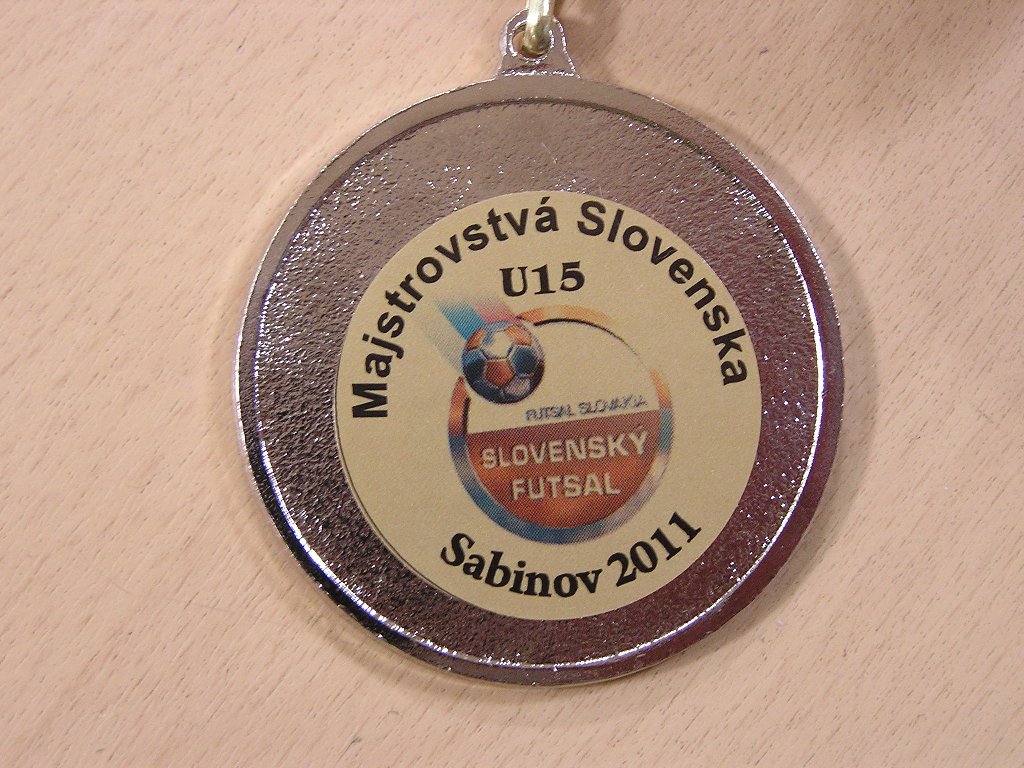 Majstrovstvá Slovenska
U15
FUTSAL SLOVAKIA
SLOVENSKÝ
FUTSAL
Sabinov 2011